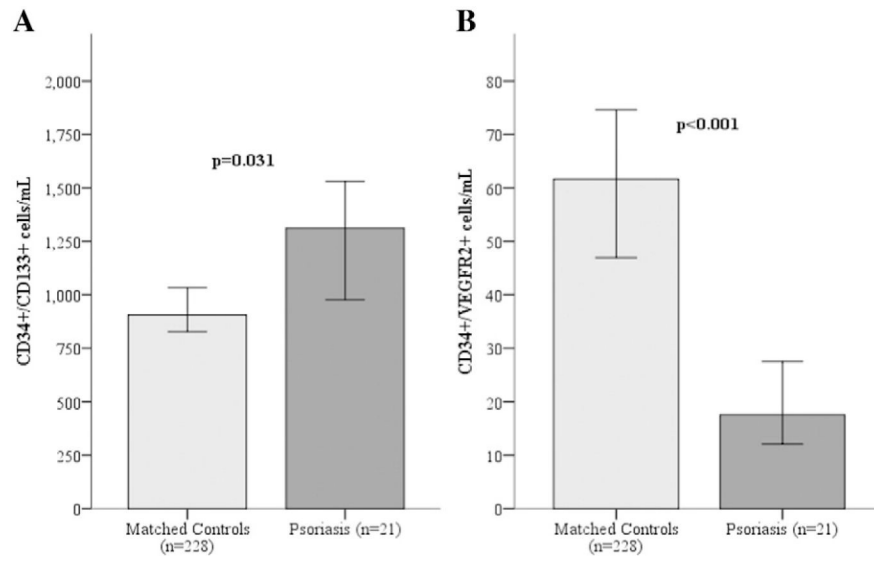 A
CD34+/CD133+ cells/mL
2,000
1,750
1,500
1,250
1,000
750
500
250
0
p=0.031
Matched Controls
(n=228)
Psoriasis (n=21)
B
CD34+/VEGFR2+ cells/mL
80
70
60
50
40
30
20
10
0
p<0.001
Matched Controls
(n=228)
Psoriasis (n=21)